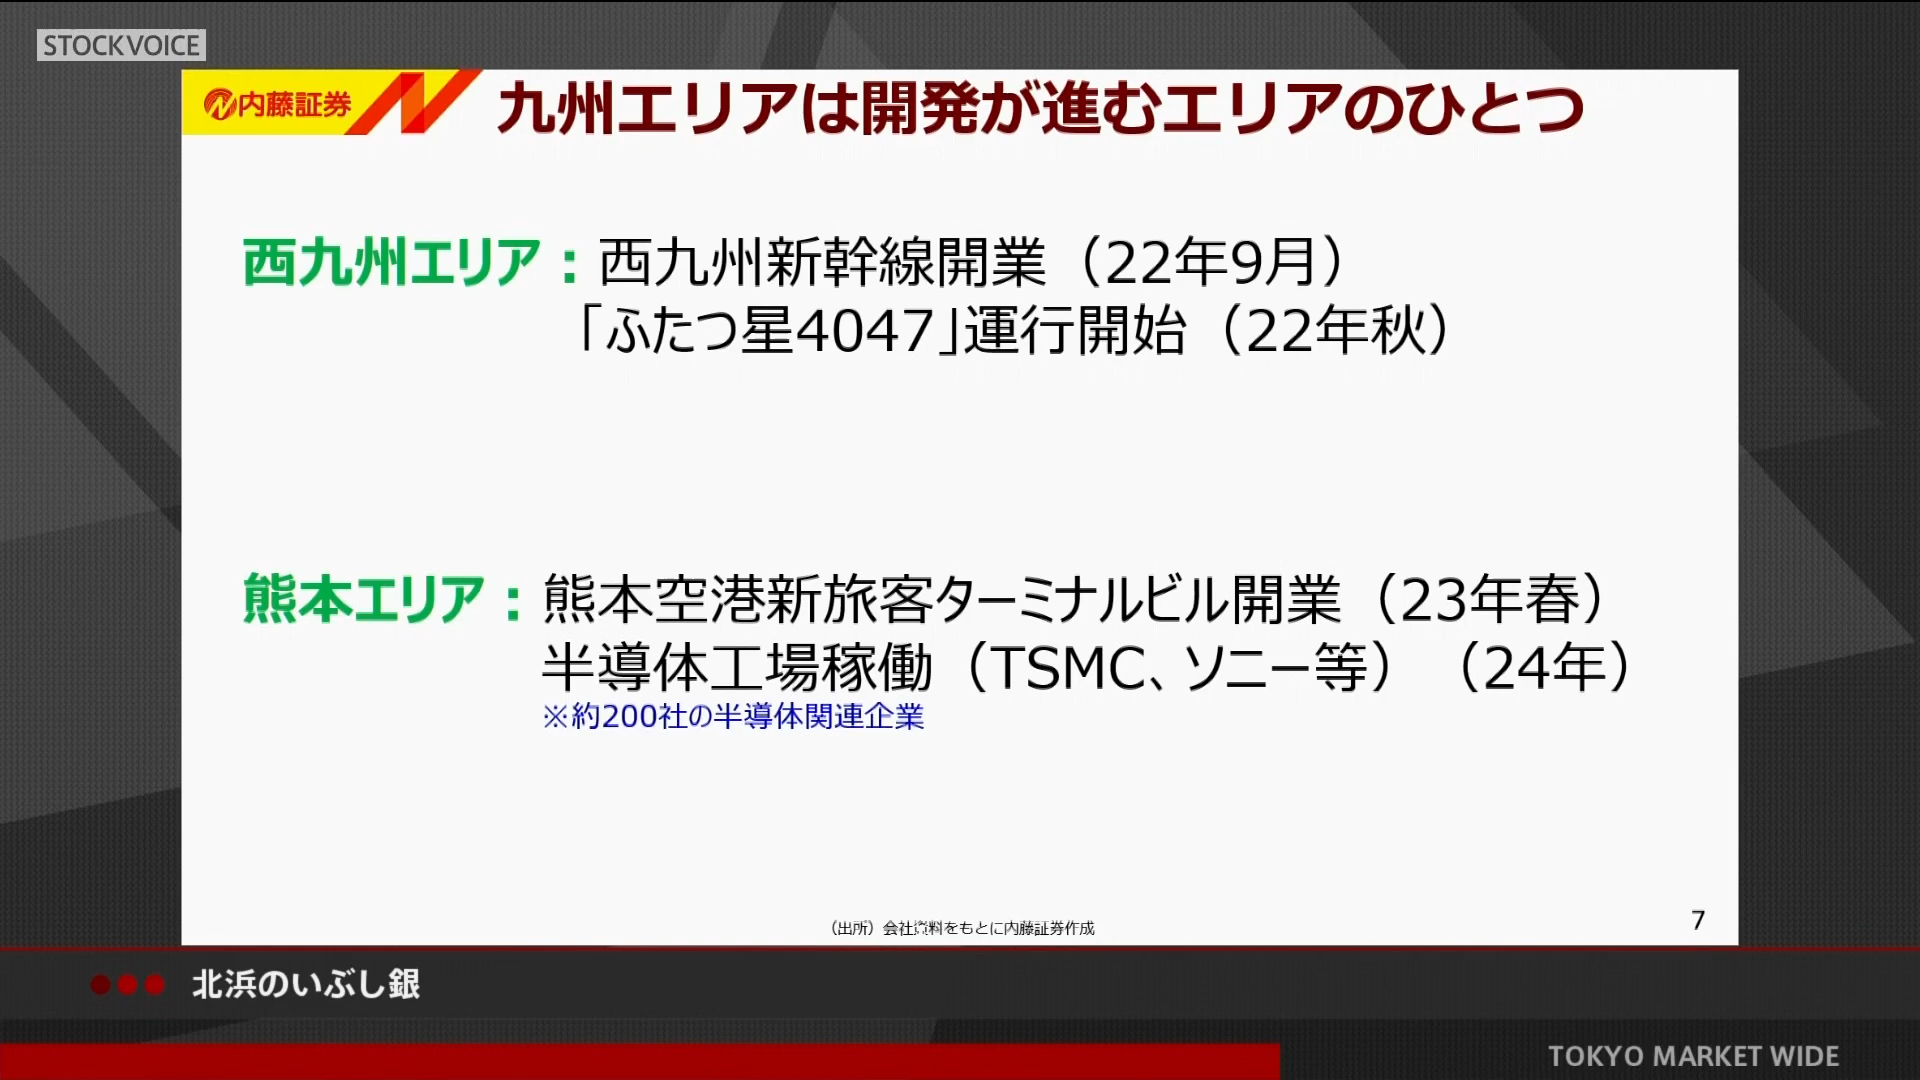 STOCKVOICE
内藤証券
九州エリアは開発が進むエリアのひとつ
西九州エリア：西九州新幹線開業（22年9月）
「ふたつ星4047」運行開始（22年秋）
熊本エリア：熊本空港新旅客ターミナルビル開業（23年春）
半導体工場稼働（TSMC、ソニー等）（24年）
※約200社の半導体関連企業
（出所）会社資料をもとに内藤証券作成
7
北浜のいぶし銀
TOKYO MARKET WIDE